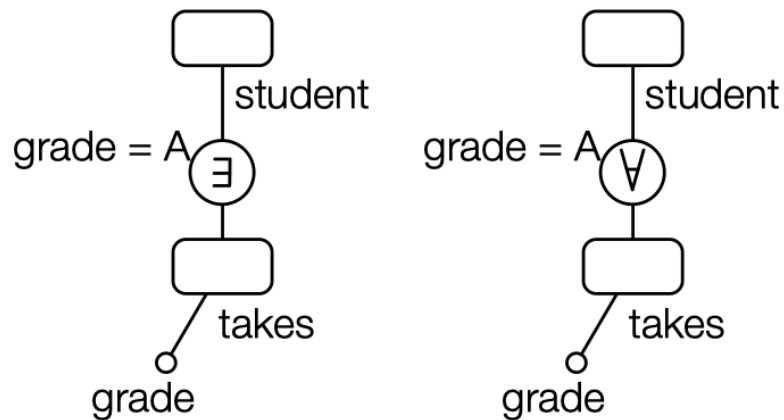 student
grade = A
∃
takes
grade
student
grade = A
∀
takes
grade